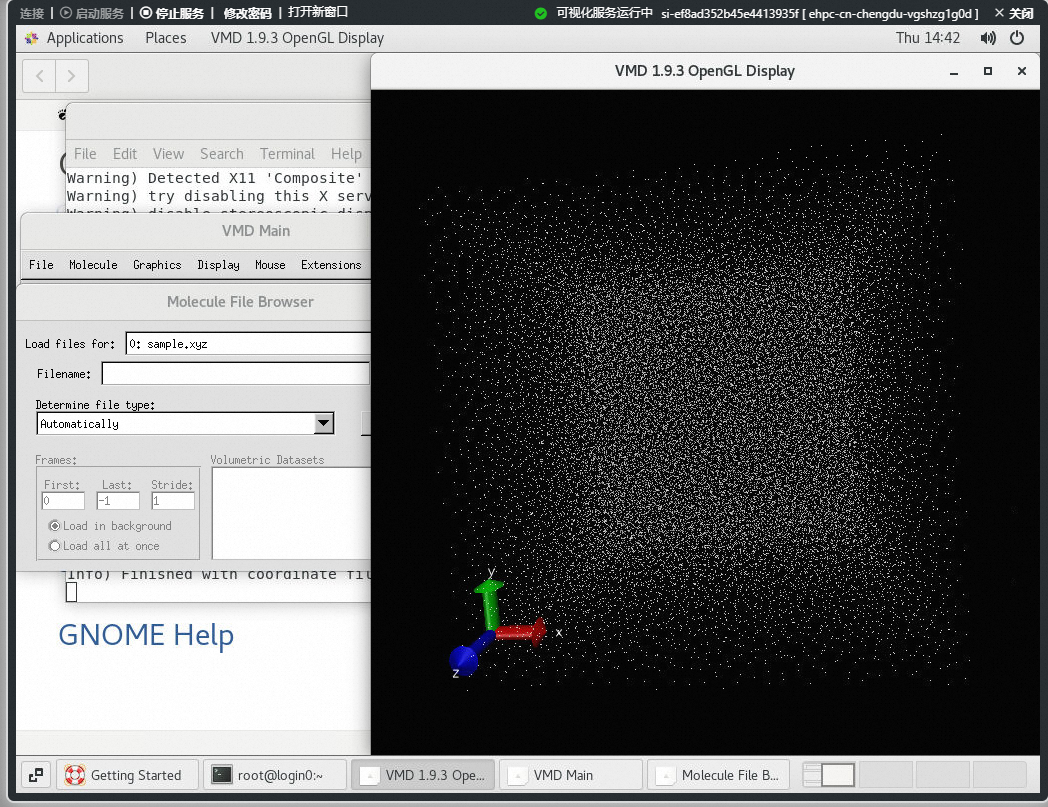 连接 | 启动服务 | 停止服务 | 修改密码 | 打开新窗口
可视化服务运行中 si-ef8ad352b45e4413935f [ ehpc-cn-chengdu-vgshzg1g0d ] × 关闭
Applications Places VMD 1.9.3 OpenGL Display Thu 14:42
VMD 1.9.3 OpenGL Display
File Edit View Search Terminal Help
Warning) Detected X11 'Composite'
Warning) try disabling this X serv
Warning) disable stereoscopic disp
VMD Main
File Molecule Graphics Display Mouse Extensions
Molecule File Browser
Load files for: 0: sample.xyz
Filename:
Determine file type:
Automatically
Frames: Volumetric Datasets
First: Last: Stride:
0 -1 1
Load in background
Load all at once
Info) Finished with coordinate fil
y
x
z
GNOME Help
Getting Started root@login0:~ VMD 1.9.3 Ope... VMD Main Molecule File B...